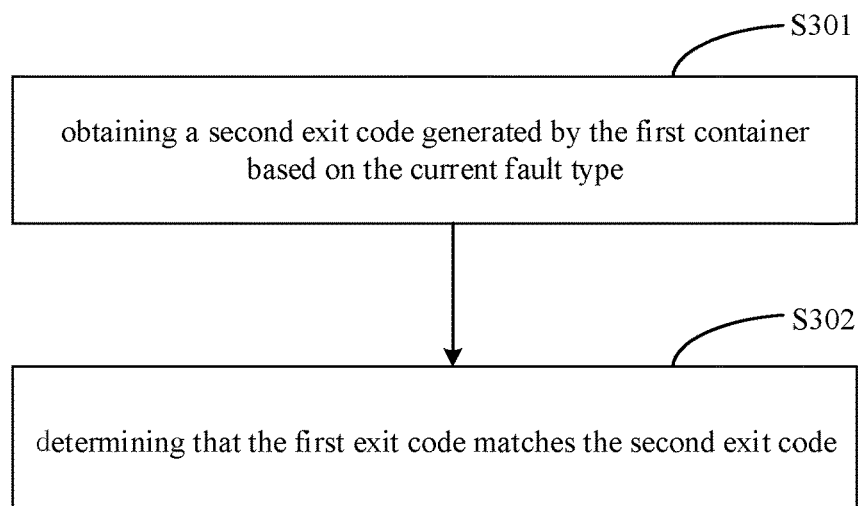 S301
obtaining a second exit code generated by the first container
based on the current fault type
S302
determining that the first exit code matches the second exit code